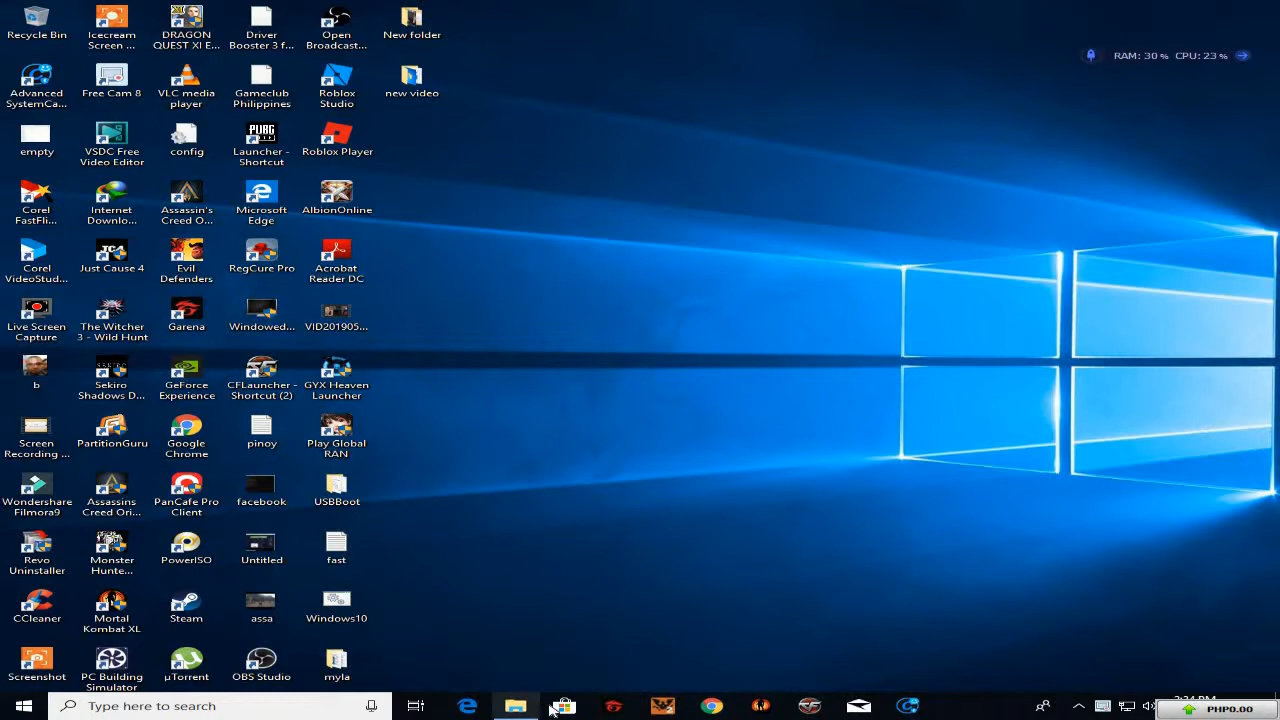 Recycle Bin
Icecream
Screen ...
DRAGON
QUEST XI E...
Driver
Booster 3 f...
Open
Broadcast...
New folder
RAM: 30 % CPU: 23 %
Advanced
SystemCa...
Free Cam 8
VLC media
player
Gameclub
Philippines
Roblox
Studio
new video
empty
VSDC Free
Video Editor
config
PUBG
Launcher -
Shortcut
Roblox Player
Corel
FastFli...
Internet
Downlo...
Assassin's
Creed O...
Microsoft
Edge
AlbionOnline
Corel
VideoStud...
JC4
Just Cause 4
Evil
Defenders
RegCure Pro
Acrobat
Reader DC
Live Screen
Capture
The Witcher
3 - Wild Hunt
Garena
Windowed...
VID201905...
b
SEKIRO
Sekiro
Shadows D...
GeForce
Experience
CFLauncher -
Shortcut (2)
GYX Heaven
Launcher
Screen
Recording ...
PartitionGuru
Google
Chrome
pinoy
Play Global
RAN
Wondershare
Filmora9
Assassins
Creed Ori...
PanCafe Pro
Client
facebook
USBBoot
Revo
Uninstaller
Monster
Hunte...
PowerISO
Untitled
fast
CCleaner
Mortal
Kombat XL
Steam
assa
Windows10
Screenshot
PC Building
Simulator
µTorrent
OBS Studio
myla
Type here to search
PHP0.00